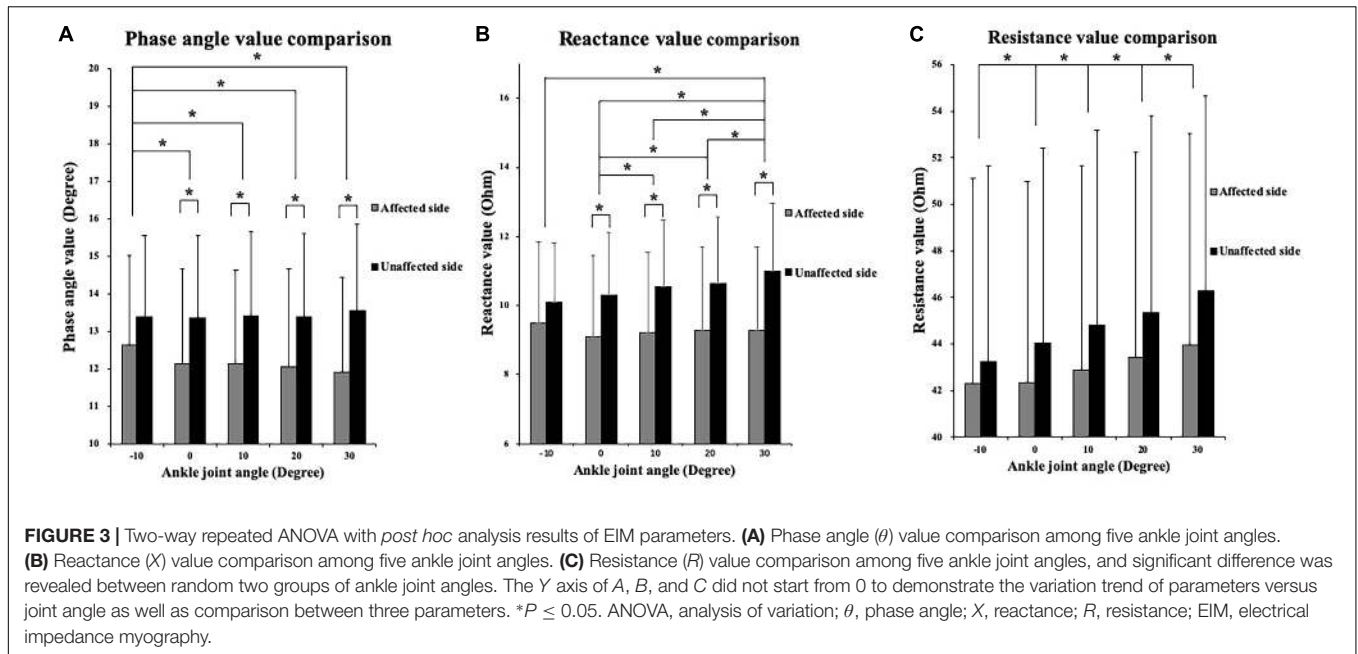 A
Phase angle value comparison
20
19
18
17
16
15
14
13
12
11
10
Phase angle value (Degree)
*
*
*
*
*
*
*
*
Affected side
Unaffected side
-10
0
10
20
30
Ankle joint angle (Degree)
B
Reactance value comparison
16
14
12
10
8
6
Reactance value (Ohm)
*
*
*
*
*
*
*
*
*
*
Affected side
Unaffected side
-10
0
10
20
30
Ankle joint angle (Degree)
C
Resistance value comparison
56
54
52
50
48
46
44
42
40
Resistance value (Ohm)
*
*
*
*
Affected side
Unaffected side
-10
0
10
20
30
Ankle joint angle (Degree)
FIGURE 3 | Two-way repeated ANOVA with post hoc analysis results of EIM parameters. (A) Phase angle (θ) value comparison among five ankle joint angles.
(B) Reactance (X) value comparison among five ankle joint angles. (C) Resistance (R) value comparison among five ankle joint angles, and significant difference was
revealed between random two groups of ankle joint angles. The Y axis of A, B, and C did not start from 0 to demonstrate the variation trend of parameters versus
joint angle as well as comparison between three parameters. *P ≤ 0.05. ANOVA, analysis of variation; θ, phase angle; X, reactance; R, resistance; EIM, electrical
impedance myography.